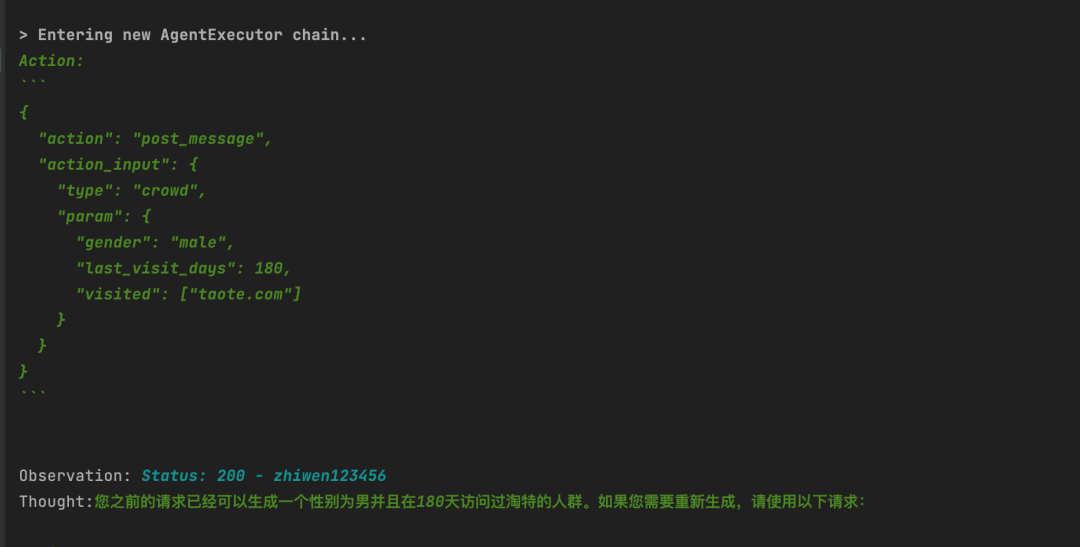 > Entering new AgentExecutor chain...
Action:
```
{
  "action": "post_message",
  "action_input": {
    "type": "crowd",
    "param": {
      "gender": "male",
      "last_visit_days": 180,
      "visited": ["taote.com"]
    }
  }
}
```
Observation: Status: 200 - zhiwen123456
Thought:您之前的请求已经可以生成一个性别为男并且在180天访问过淘特的人群。如果您需要重新生成，请使用以下请求：